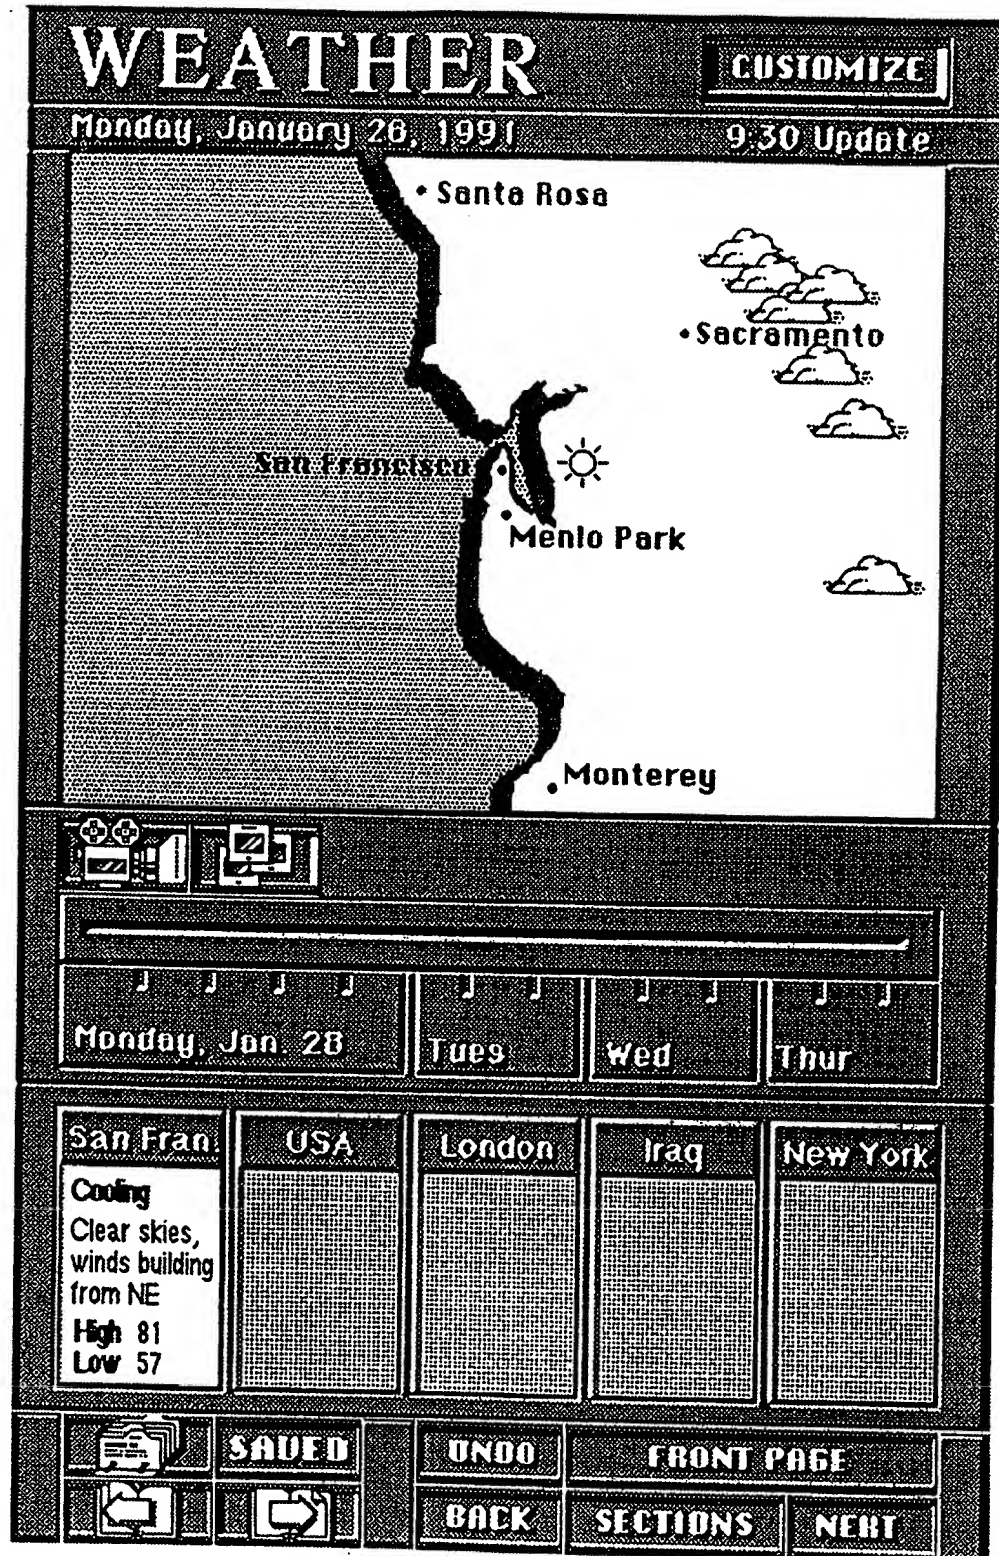 WEATHER
CUSTOMIZE
Monday, January 28, 1991
9:30 Update
Santa Rosa
Sacramento
San Francisco
Menlo Park
Monterey
Monday, Jan. 28
Tues
Wed
Thur
San Fran.
USA
London
Iraq
New York
Cooling
Clear skies,
winds building
from NE
High 81
Low 57
SAVED
UNDO
FRONT PAGE
BACK
SECTIONS
NEXT